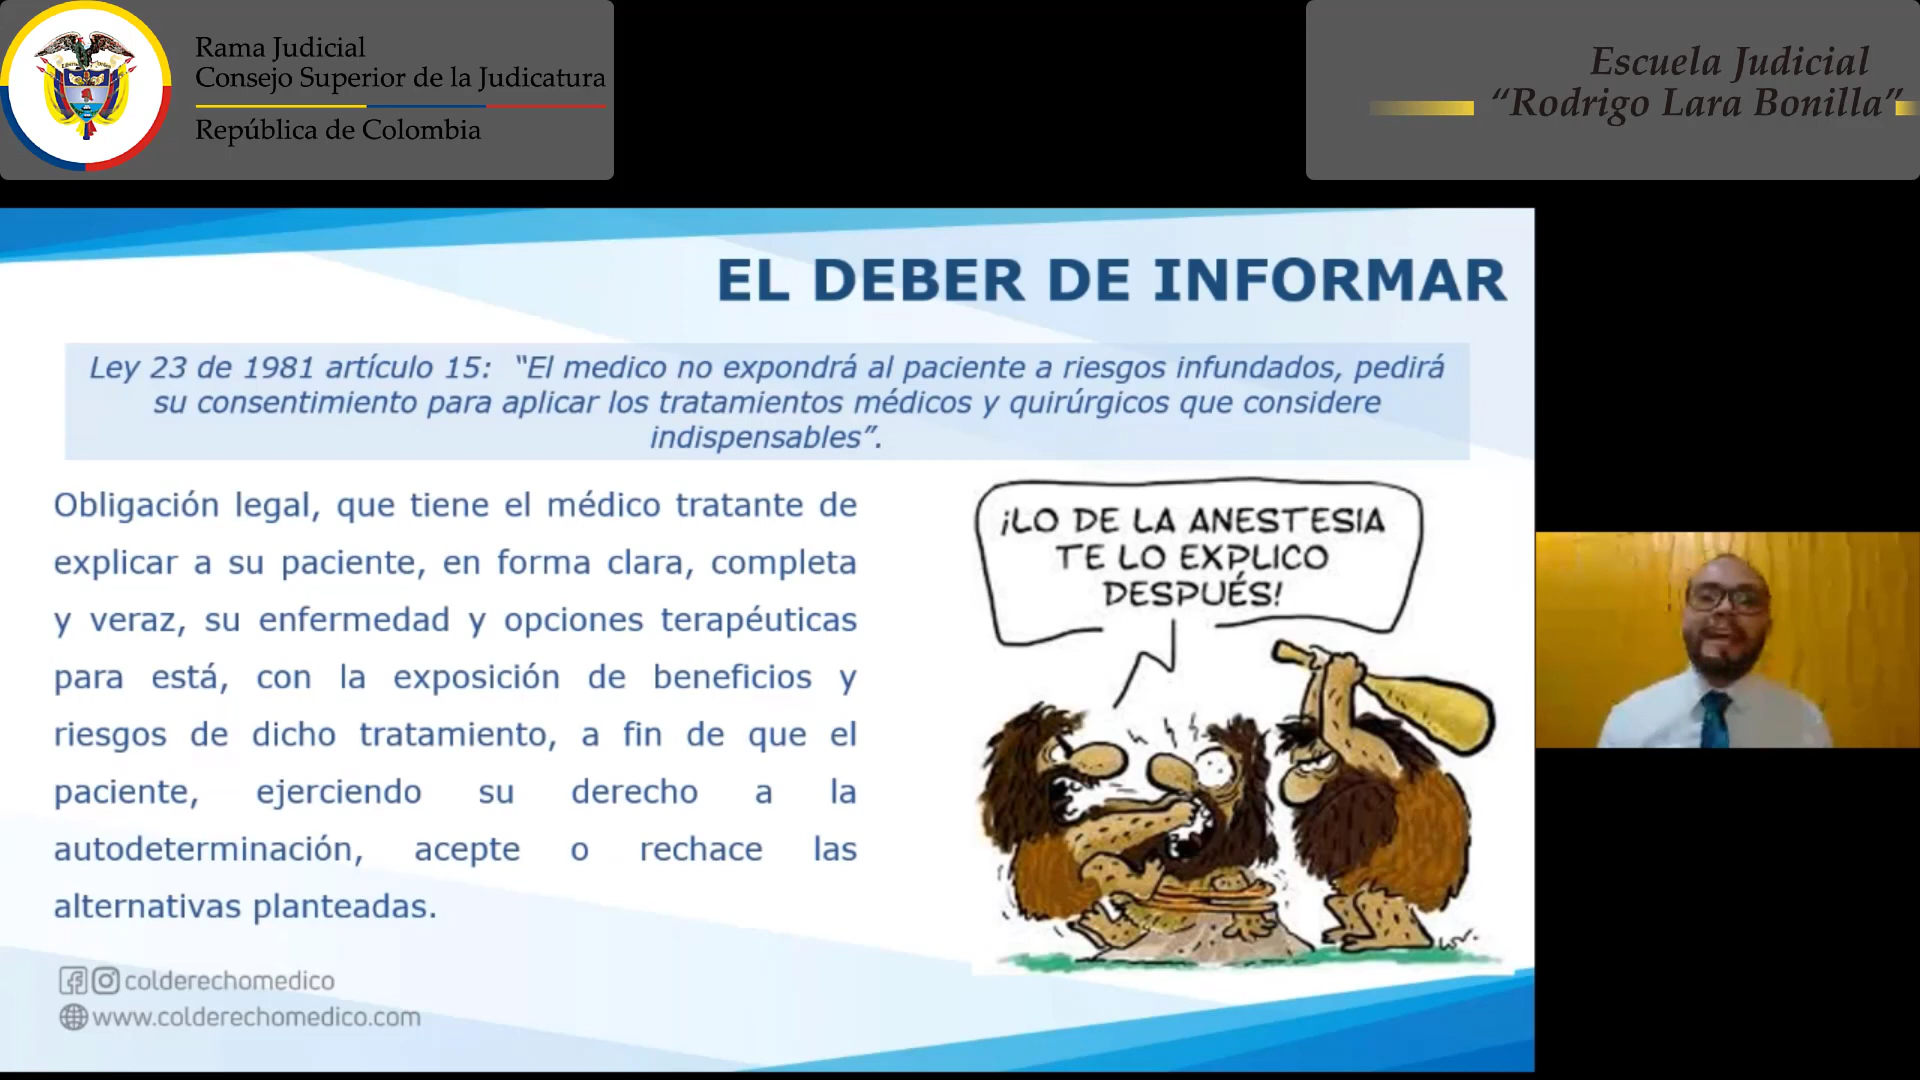 Rama Judicial
Consejo Superior de la Judicatura
República de Colombia
Escuela Judicial
“Rodrigo Lara Bonilla”
EL DEBER DE INFORMAR
Ley 23 de 1981 artículo 15: “El medico no expondrá al paciente a riesgos infundados, pedirá
su consentimiento para aplicar los tratamientos médicos y quirúrgicos que considere
indispensables”.
Obligación legal, que tiene el médico tratante de
explicar a su paciente, en forma clara, completa
y veraz, su enfermedad y opciones terapéuticas
para está, con la exposición de beneficios y
riesgos de dicho tratamiento, a fin de que el
paciente, ejerciendo su derecho a la
autodeterminación, acepte o rechace las
alternativas planteadas.
¡LO DE LA ANESTESIA
TE LO EXPLICO
DESPUÉS!
colderechomedico
www.colderechomedico.com